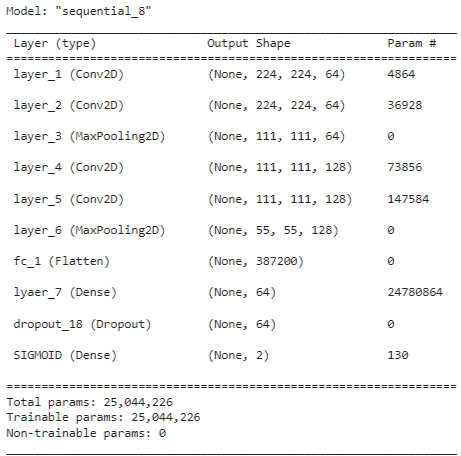 Model: "sequential_8"
Layer (type) Output Shape Param #
layer_1 (Conv2D) (None, 224, 224, 64) 4864
layer_2 (Conv2D) (None, 224, 224, 64) 36928
layer_3 (MaxPooling2D) (None, 111, 111, 64) 0
layer_4 (Conv2D) (None, 111, 111, 128) 73856
layer_5 (Conv2D) (None, 111, 111, 128) 147584
layer_6 (MaxPooling2D) (None, 55, 55, 128) 0
fc_1 (Flatten) (None, 387200) 0
lyaer_7 (Dense) (None, 64) 24780864
dropout_18 (Dropout) (None, 64) 0
SIGMOID (Dense) (None, 2) 130
Total params: 25,044,226
Trainable params: 25,044,226
Non-trainable params: 0